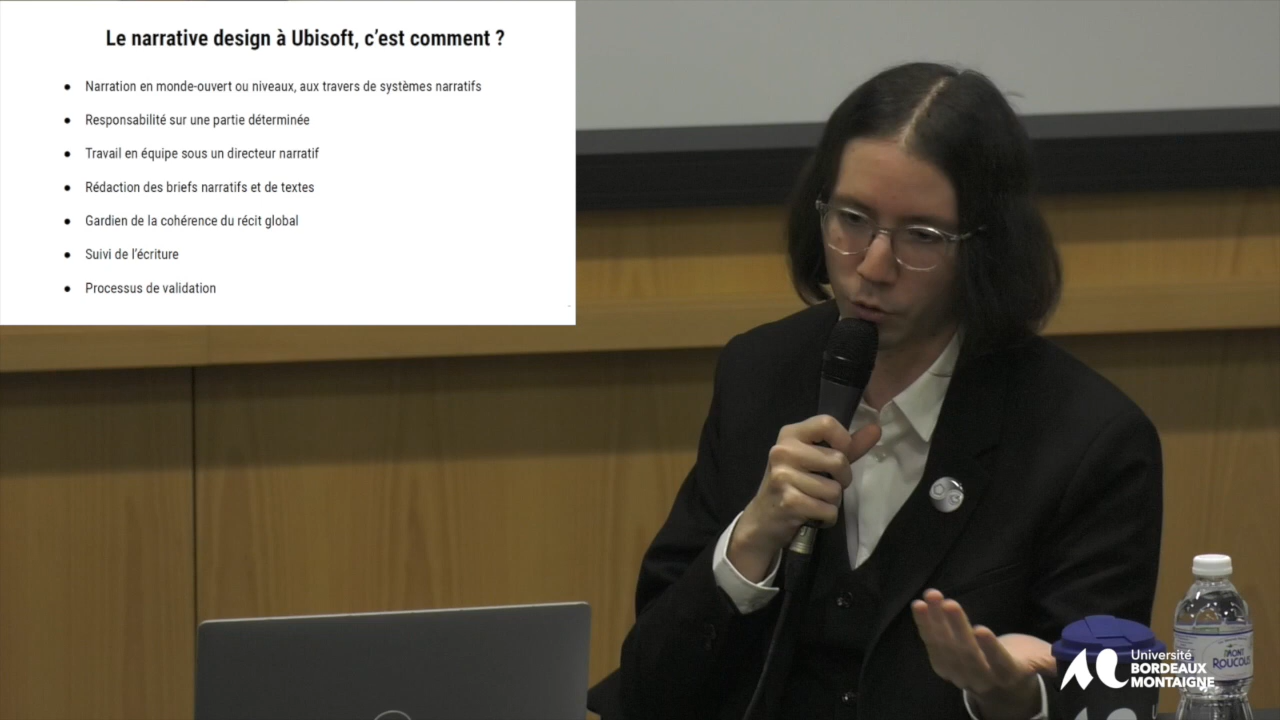 Le narrative design à Ubisoft, c’est comment ?
● Narration en monde-ouvert ou niveaux, aux travers de systèmes narratifs
● Responsabilité sur une partie déterminée
● Travail en équipe sous un directeur narratif
● Rédaction des briefs narratifs et de textes
● Gardien de la cohérence du récit global
● Suivi de l’écriture
● Processus de validation
Université
BORDEAUX
MONTAIGNE
MONT
ROUCOUS